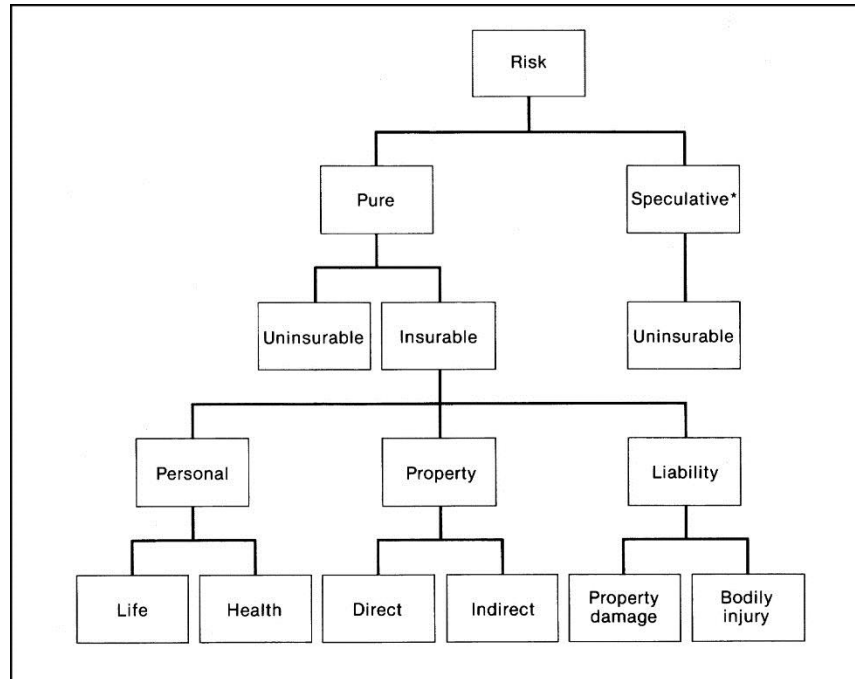 Risk
Pure
Speculative*
Uninsurable
Insurable
Uninsurable
Personal
Property
Liability
Life
Health
Direct
Indirect
Property
damage
Bodily
injury